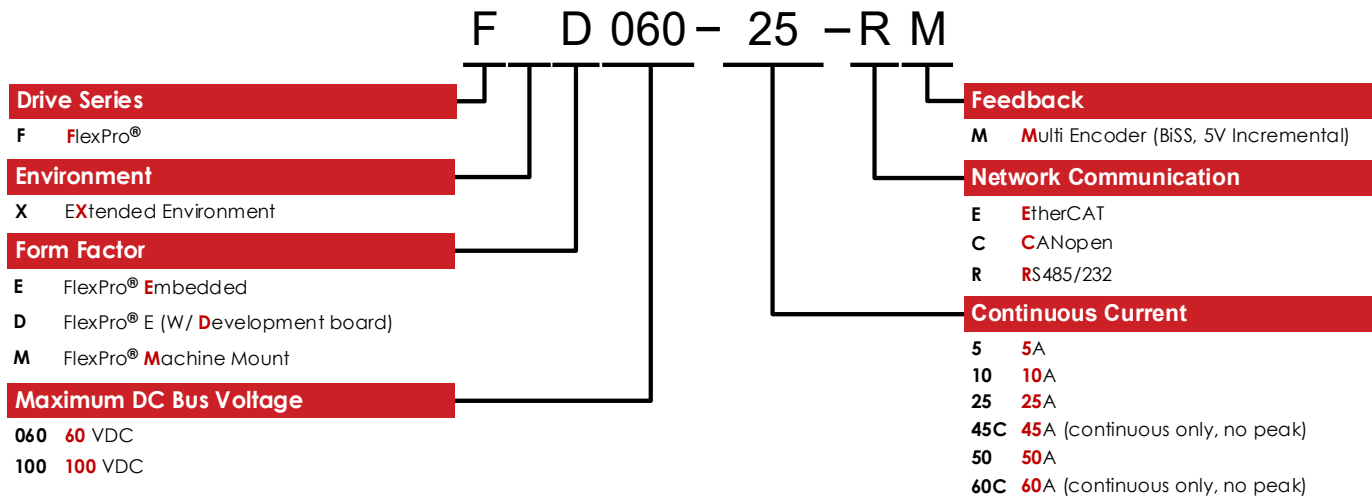 F D 060 – 25 – R M
Drive Series
F FlexPro®
Environment
X EXtended Environment
Form Factor
E FlexPro® Embedded
D FlexPro® E (W/ Development board)
M FlexPro® Machine Mount
Maximum DC Bus Voltage
060 60 VDC
100 100 VDC
Feedback
M Multi Encoder (BiSS, 5V Incremental)
Network Communication
E EtherCAT
C CANopen
R RS485/232
Continuous Current
5 5A
10 10A
25 25A
45C 45A (continuous only, no peak)
50 50A
60C 60A (continuous only, no peak)